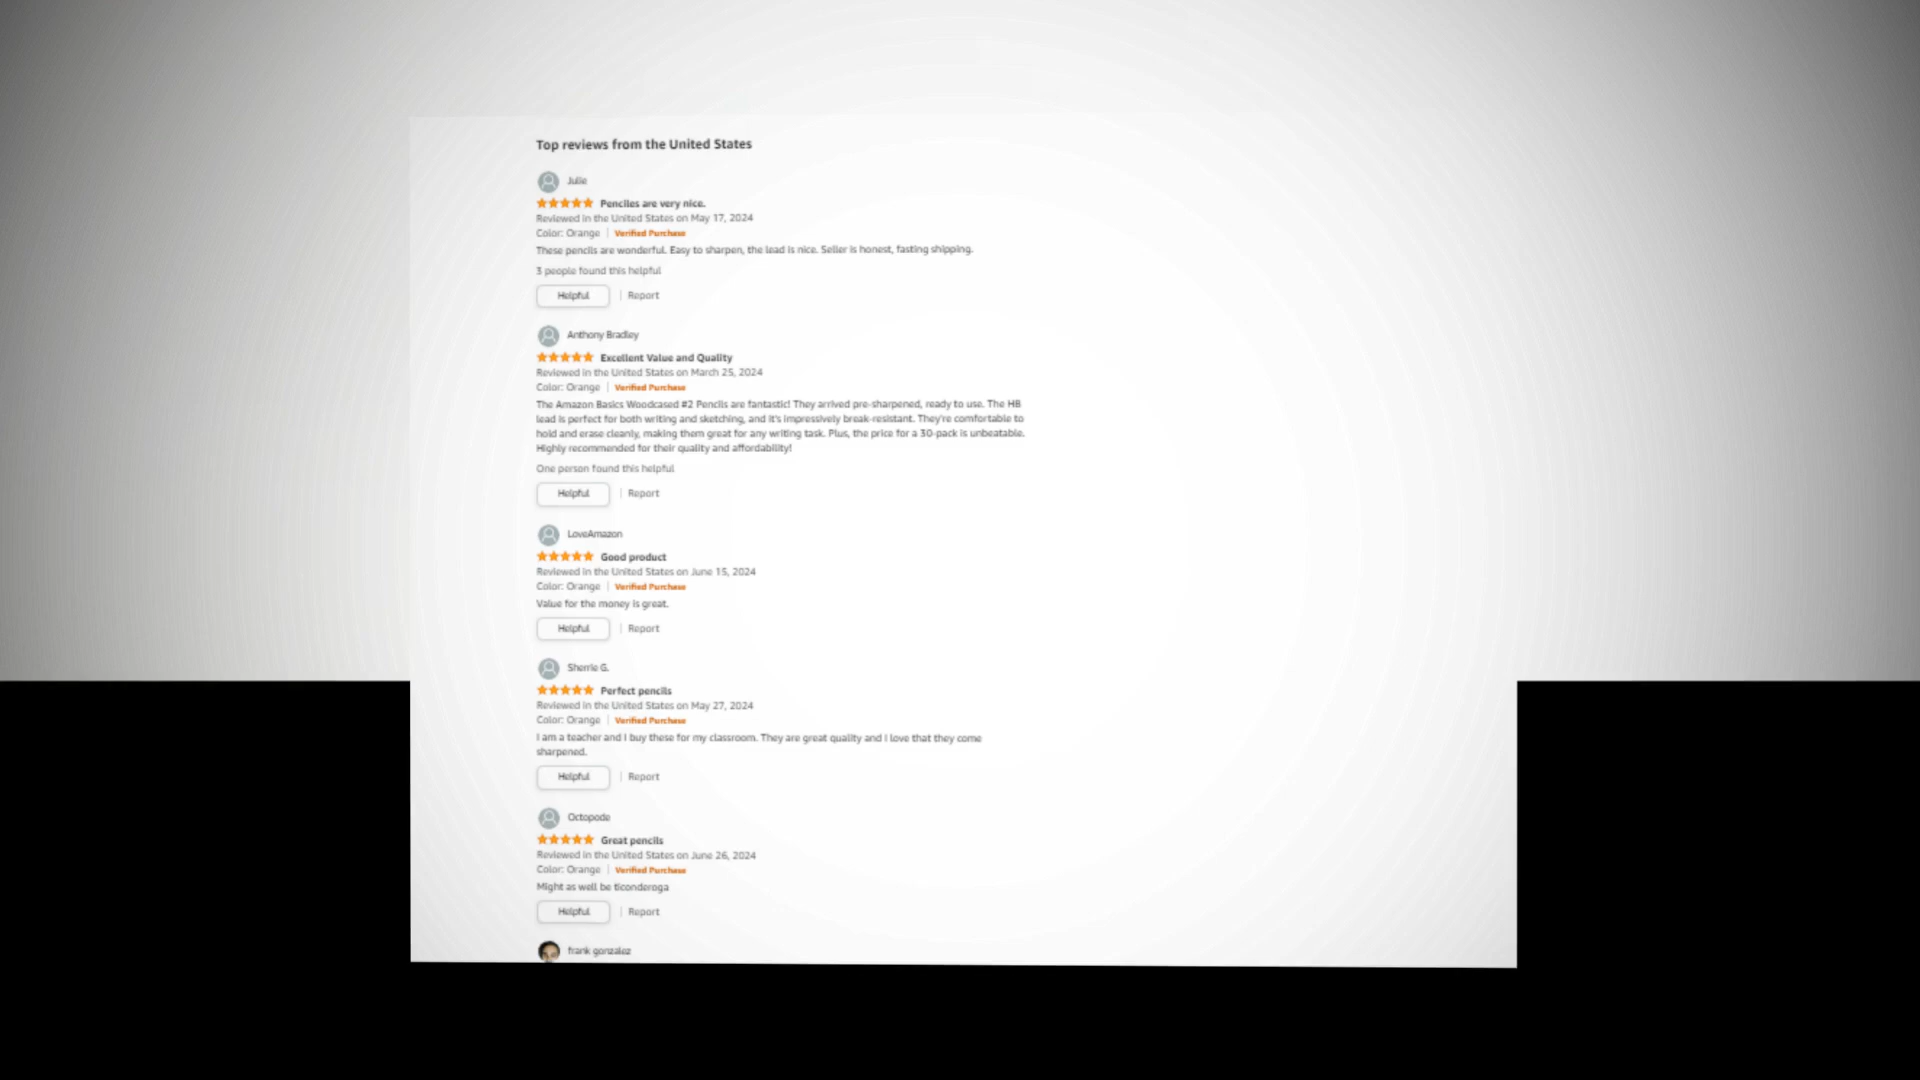 Top reviews from the United States
Julie
Penciles are very nice.
Reviewed in the United States on May 17, 2024
Color: Orange | Verified Purchase
These pencils are wonderful. Easy to sharpen, the lead is nice. Seller is honest, fasting shipping.
3 people found this helpful
Helpful | Report
Anthony Bradley
Excellent Value and Quality
Reviewed in the United States on March 25, 2024
Color: Orange | Verified Purchase
The Amazon Basics Woodcased #2 Pencils are fantastic! They arrived pre-sharpened, ready to use. The HB
lead is perfect for both writing and sketching, and it's impressively break-resistant. They're comfortable to
hold and erase cleanly, making them great for any writing task. Plus, the price for a 30-pack is unbeatable.
Highly recommended for their quality and affordability!
One person found this helpful
Helpful | Report
LoveAmazon
Good product
Reviewed in the United States on June 15, 2024
Color: Orange | Verified Purchase
Value for the money is great.
Helpful | Report
Sherrie G.
Perfect pencils
Reviewed in the United States on May 27, 2024
Color: Orange | Verified Purchase
I am a teacher and I buy these for my classroom. They are great quality and I love that they come
sharpened.
Helpful | Report
Octopode
Great pencils
Reviewed in the United States on June 26, 2024
Color: Orange | Verified Purchase
Might as well be ticonderoga
Helpful | Report
frank gonzalez